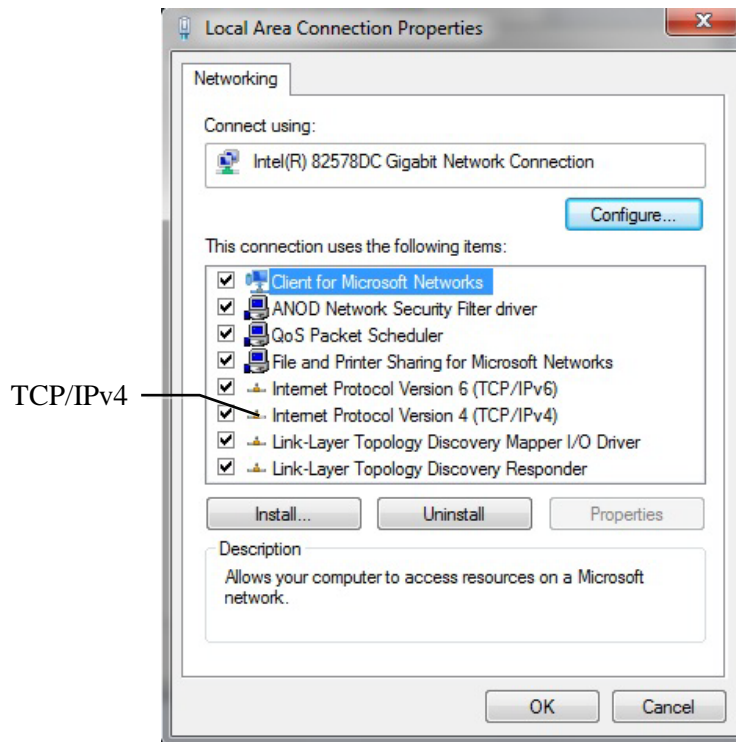 Local Area Connection Properties
Networking
Connect using:
Intel(R) 82578DC Gigabit Network Connection
Configure...
This connection uses the following items:
Client for Microsoft Networks
ANOD Network Security Filter driver
QoS Packet Scheduler
File and Printer Sharing for Microsoft Networks
Internet Protocol Version 6 (TCP/IPv6)
TCP/IPv4
Internet Protocol Version 4 (TCP/IPv4)
Link-Layer Topology Discovery Mapper I/O Driver
Link-Layer Topology Discovery Responder
Install...
Uninstall
Properties
Description
Allows your computer to access resources on a Microsoft
network.
OK
Cancel